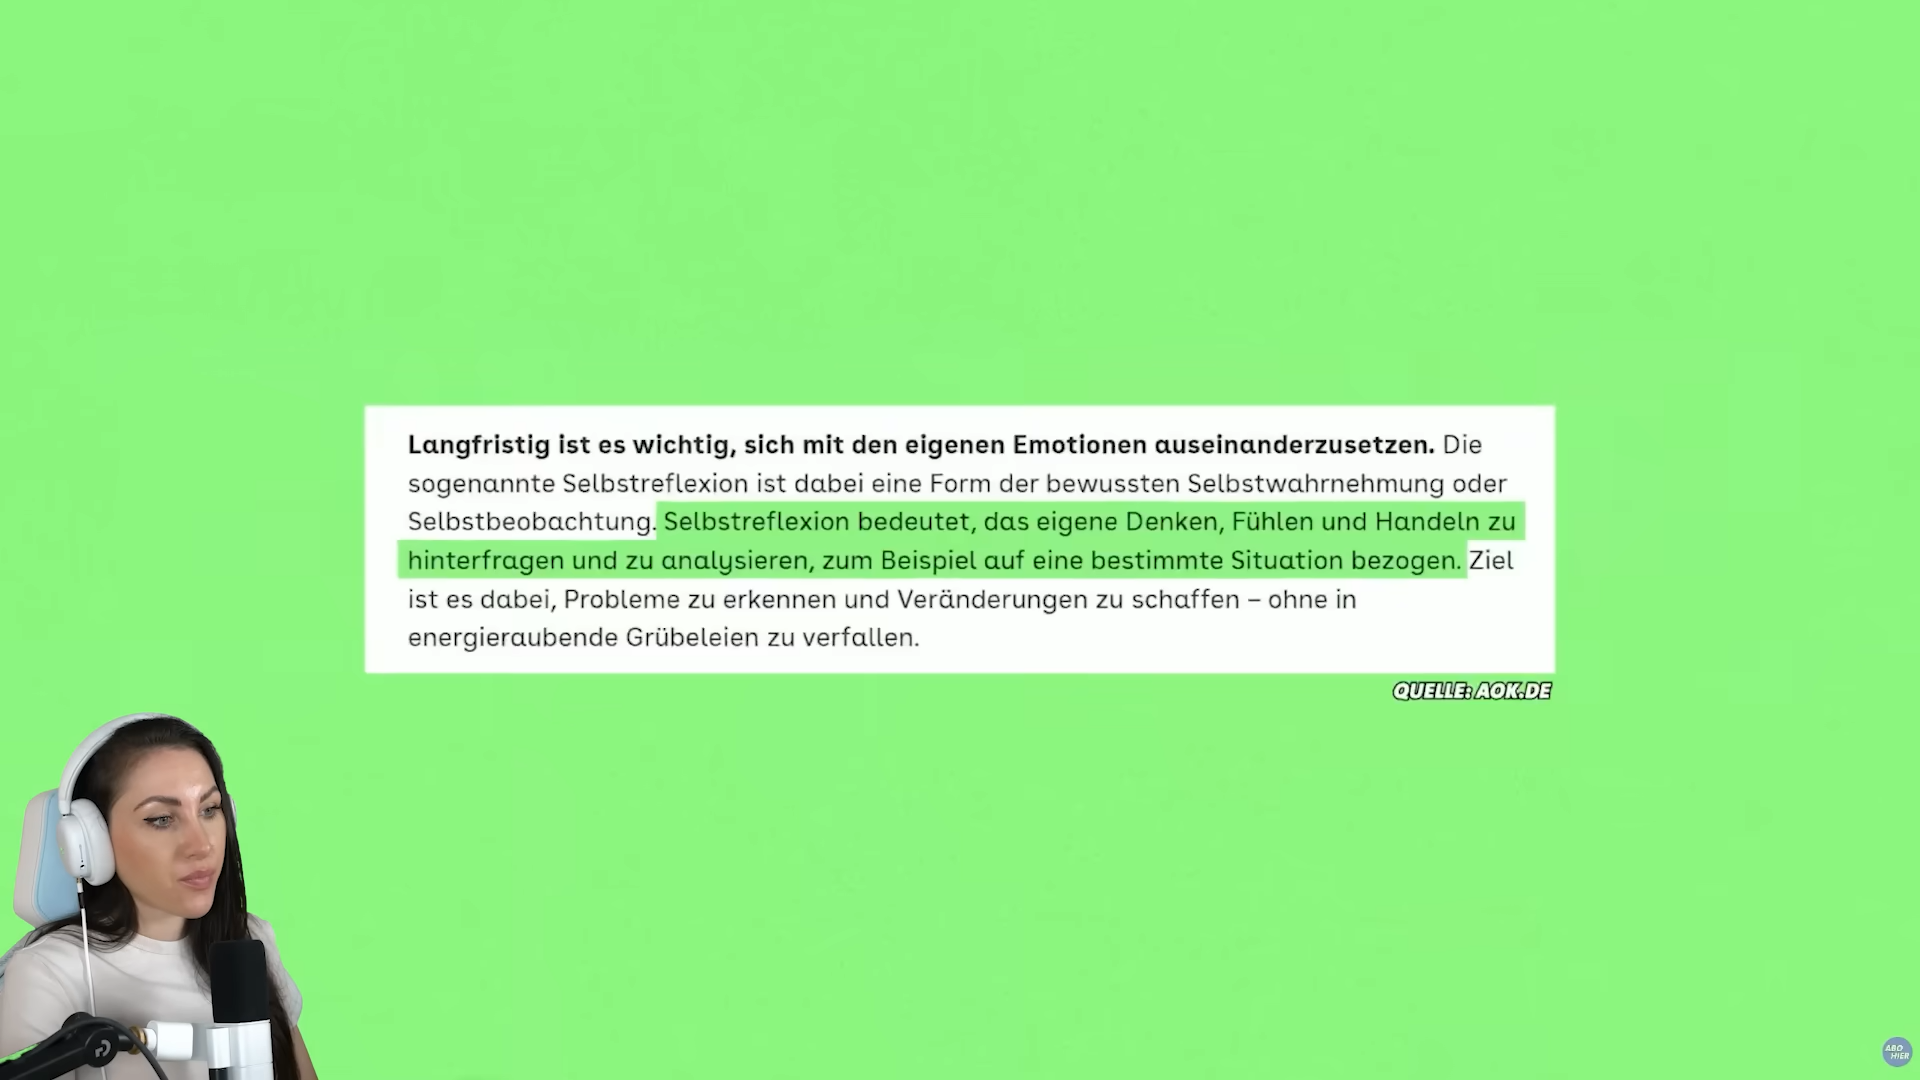 Langfristig ist es wichtig, sich mit den eigenen Emotionen auseinanderzusetzen. Die
sogenannte Selbstreflexion ist dabei eine Form der bewussten Selbstwahrnehmung oder
Selbstbeobachtung. Selbstreflexion bedeutet, das eigene Denken, Fühlen und Handeln zu
hinterfragen und zu analysieren, zum Beispiel auf eine bestimmte Situation bezogen. Ziel
ist es dabei, Probleme zu erkennen und Veränderungen zu schaffen – ohne in
energieraubende Grübeleien zu verfallen.
QUELLE: AOK.DE
ABO
HIER